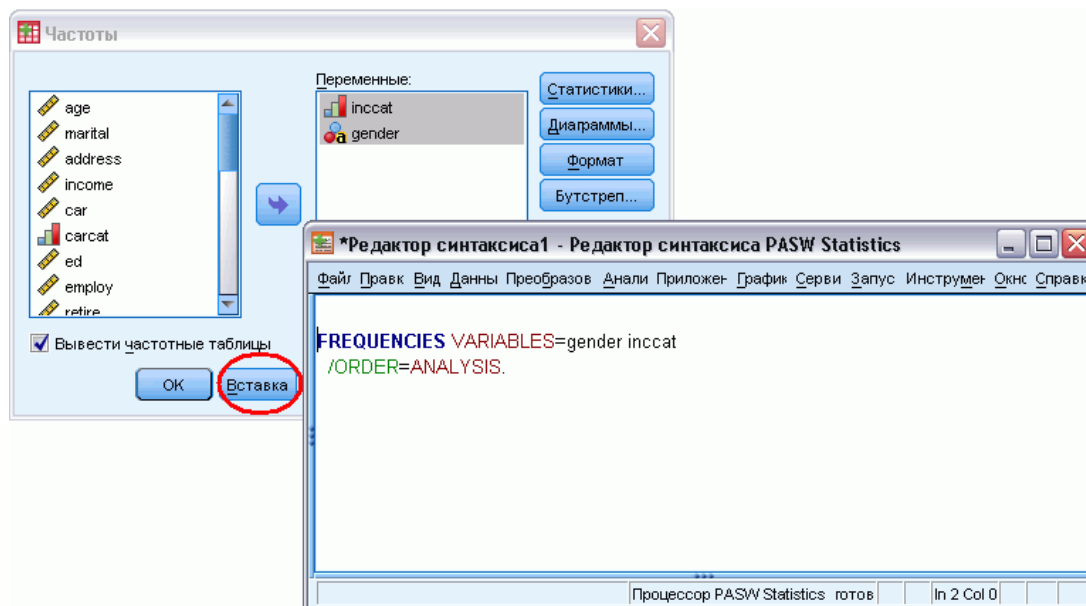 Частоты
Переменные:
age
marital
address
income
car
carcat
ed
employ
retire
inccat
gender
Статистики...
Диаграммы...
Формат
Бутстреп...
Вывести частотные таблицы
OK
Вставка
*Редактор синтаксиса1 - Редактор синтаксиса PASW Statistics
Файл Правк Вид Данны Преобразов Анали Приложен График Серви Запус Инструмен Окнс Справк
FREQUENCIES VARIABLES=gender inccat
/ORDER=ANALYSIS.
Процессор PASW Statistics готов
In 2 Col 0